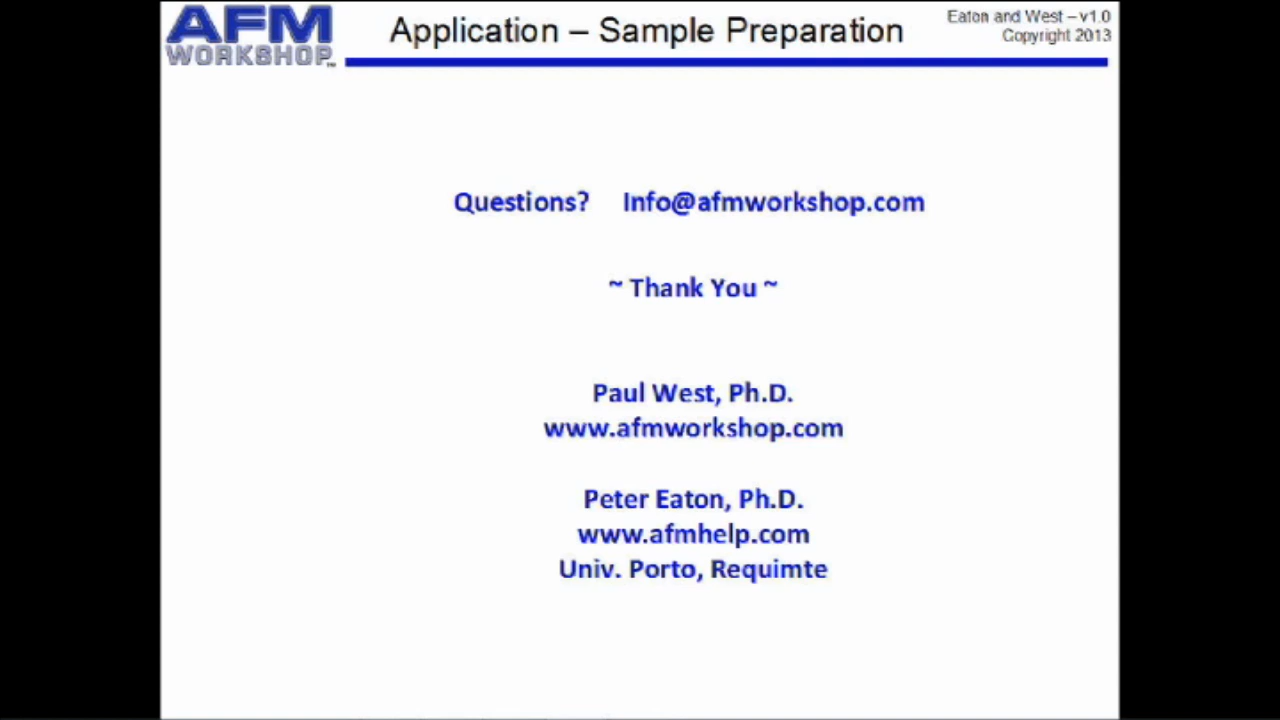 AFM
WORKSHOP™
Application – Sample Preparation
Eaton and West – v1.0
Copyright 2013
Questions? Info@afmworkshop.com
~ Thank You ~
Paul West, Ph.D.
www.afmworkshop.com
Peter Eaton, Ph.D.
www.afmhelp.com
Univ. Porto, Requimte